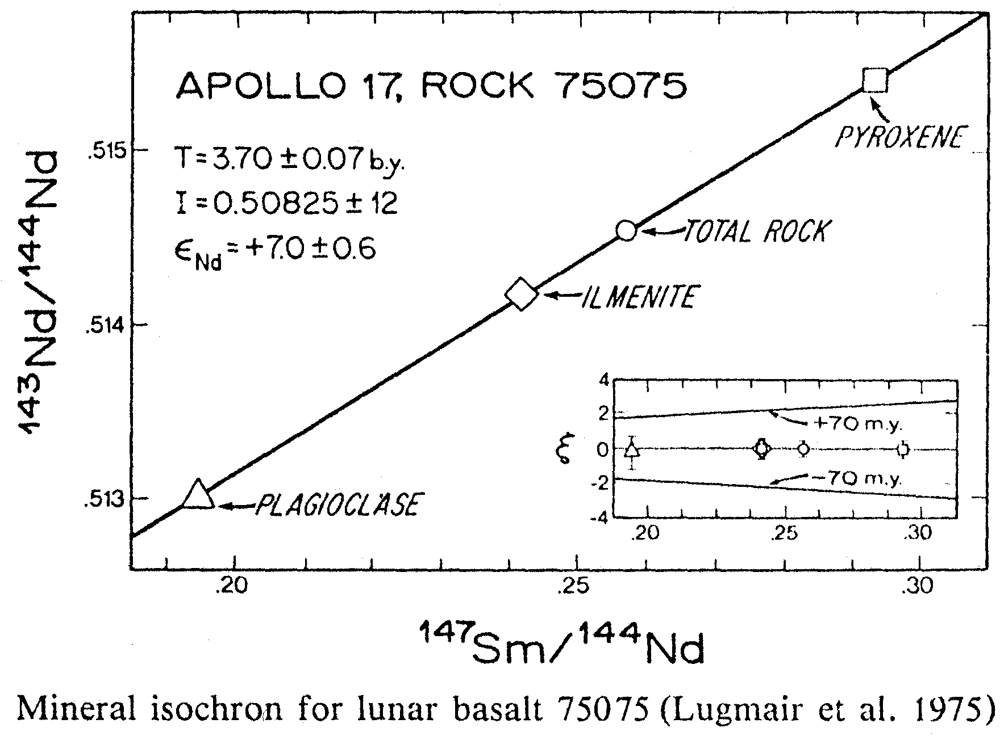 APOLLO 17, ROCK 75075
T=3.70 ±0.07 b.y.
I=0.50825 ± 12
ϵNd=+7.0 ±0.6
PYROXENE
TOTAL ROCK
ILMENITE
PLAGIOCLASE
143Nd/144Nd
.515
.514
.513
4
2
0
-2
-4
ξ
+70 m.y.
-70 m.y.
.20 .25 .30
.20 .25 .30
147Sm/144Nd
Mineral isochron for lunar basalt 75075 (Lugmair et al. 1975)